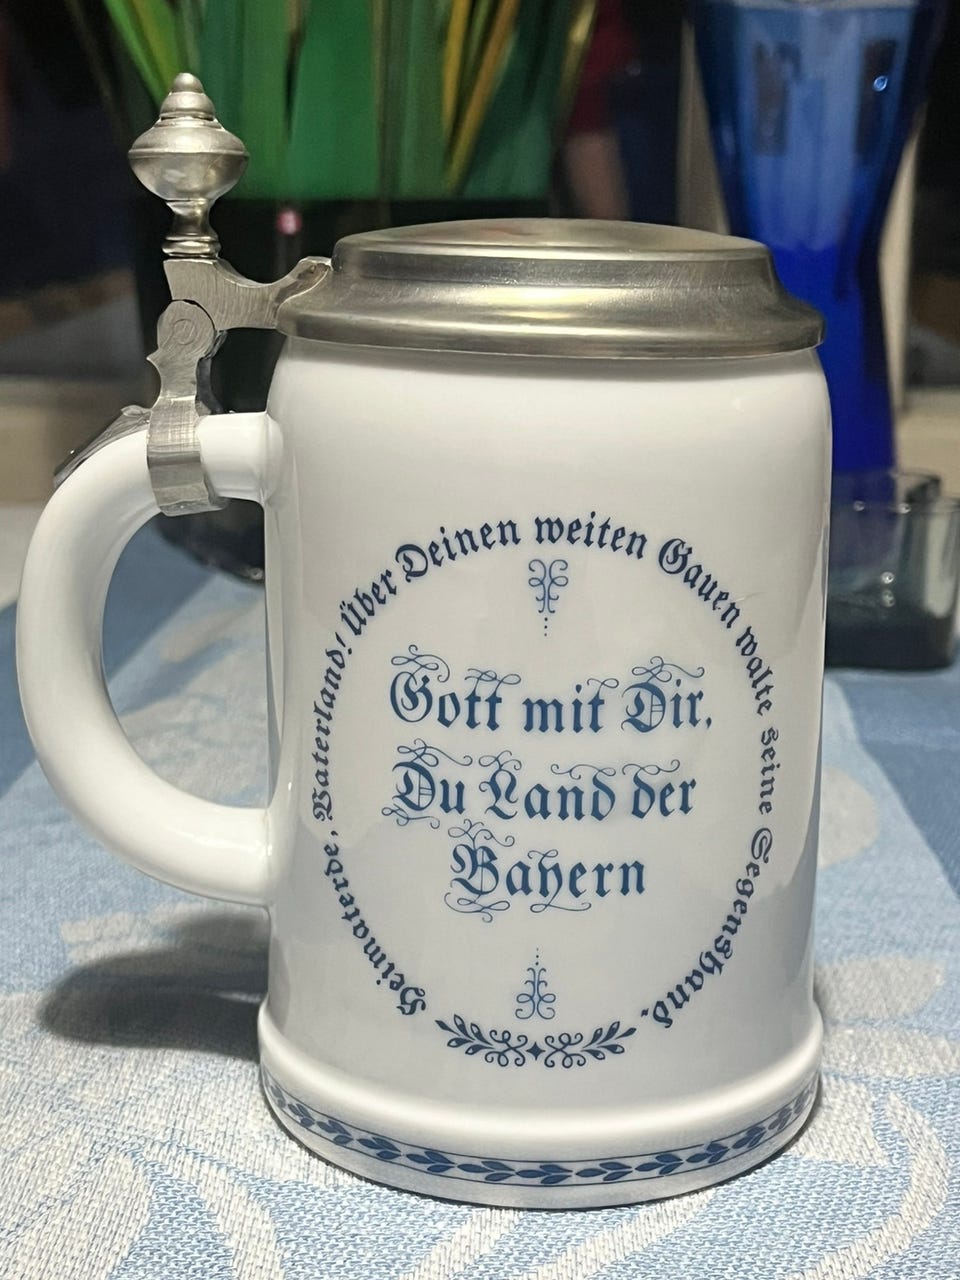 Gott mit Dir,
Du Land der
Bayern
Heimaterde, Vaterland! Über Deinen weiten Gauen walte seine Segenshand.